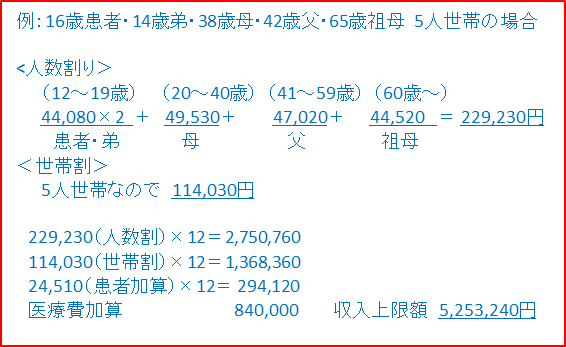 例：16歳患者・14歳弟・38歳母・42歳父・65歳祖母 5人世帯の場合
<人数割り＞
（12～19歳） （20～40歳） （41～59歳） （60歳～）
44,080×2 ＋ 49,530＋ 47,020＋ 44,520 ＝ 229,230円
患者・弟 母 父 祖母
＜世帯割＞
5人世帯なので 114,030円
229,230（人数割）×12＝2,750,760
114,030（世帯割）×12＝1,368,360
24,510（患者加算）×12＝ 294,120
医療費加算 840,000 収入上限額 5,253,240円